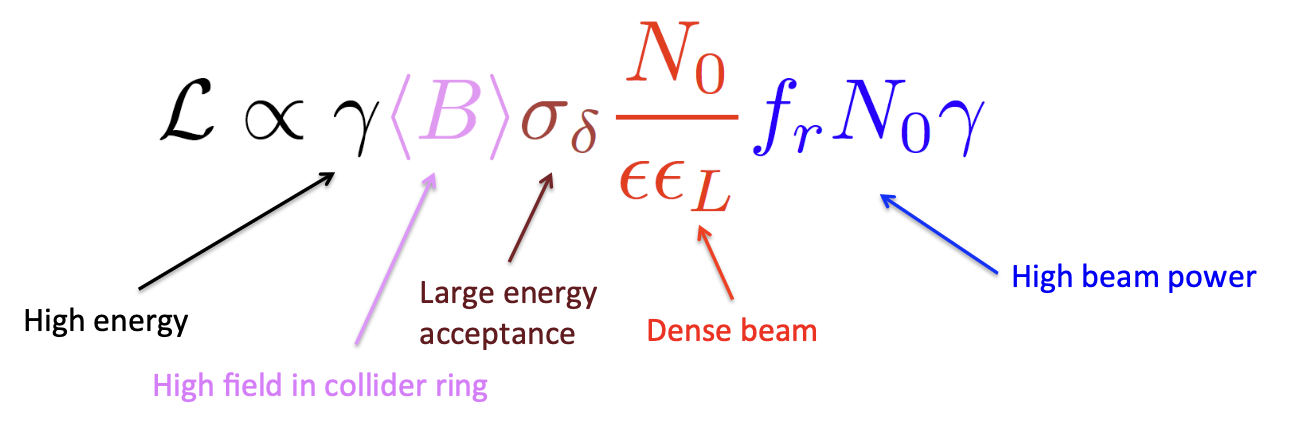 ℒ ∝ γ⟨B⟩σ_δ N_0/(ϵϵ_L) f_r N_0 γ
High energy
High field in collider ring
Large energy
acceptance
Dense beam
High beam power